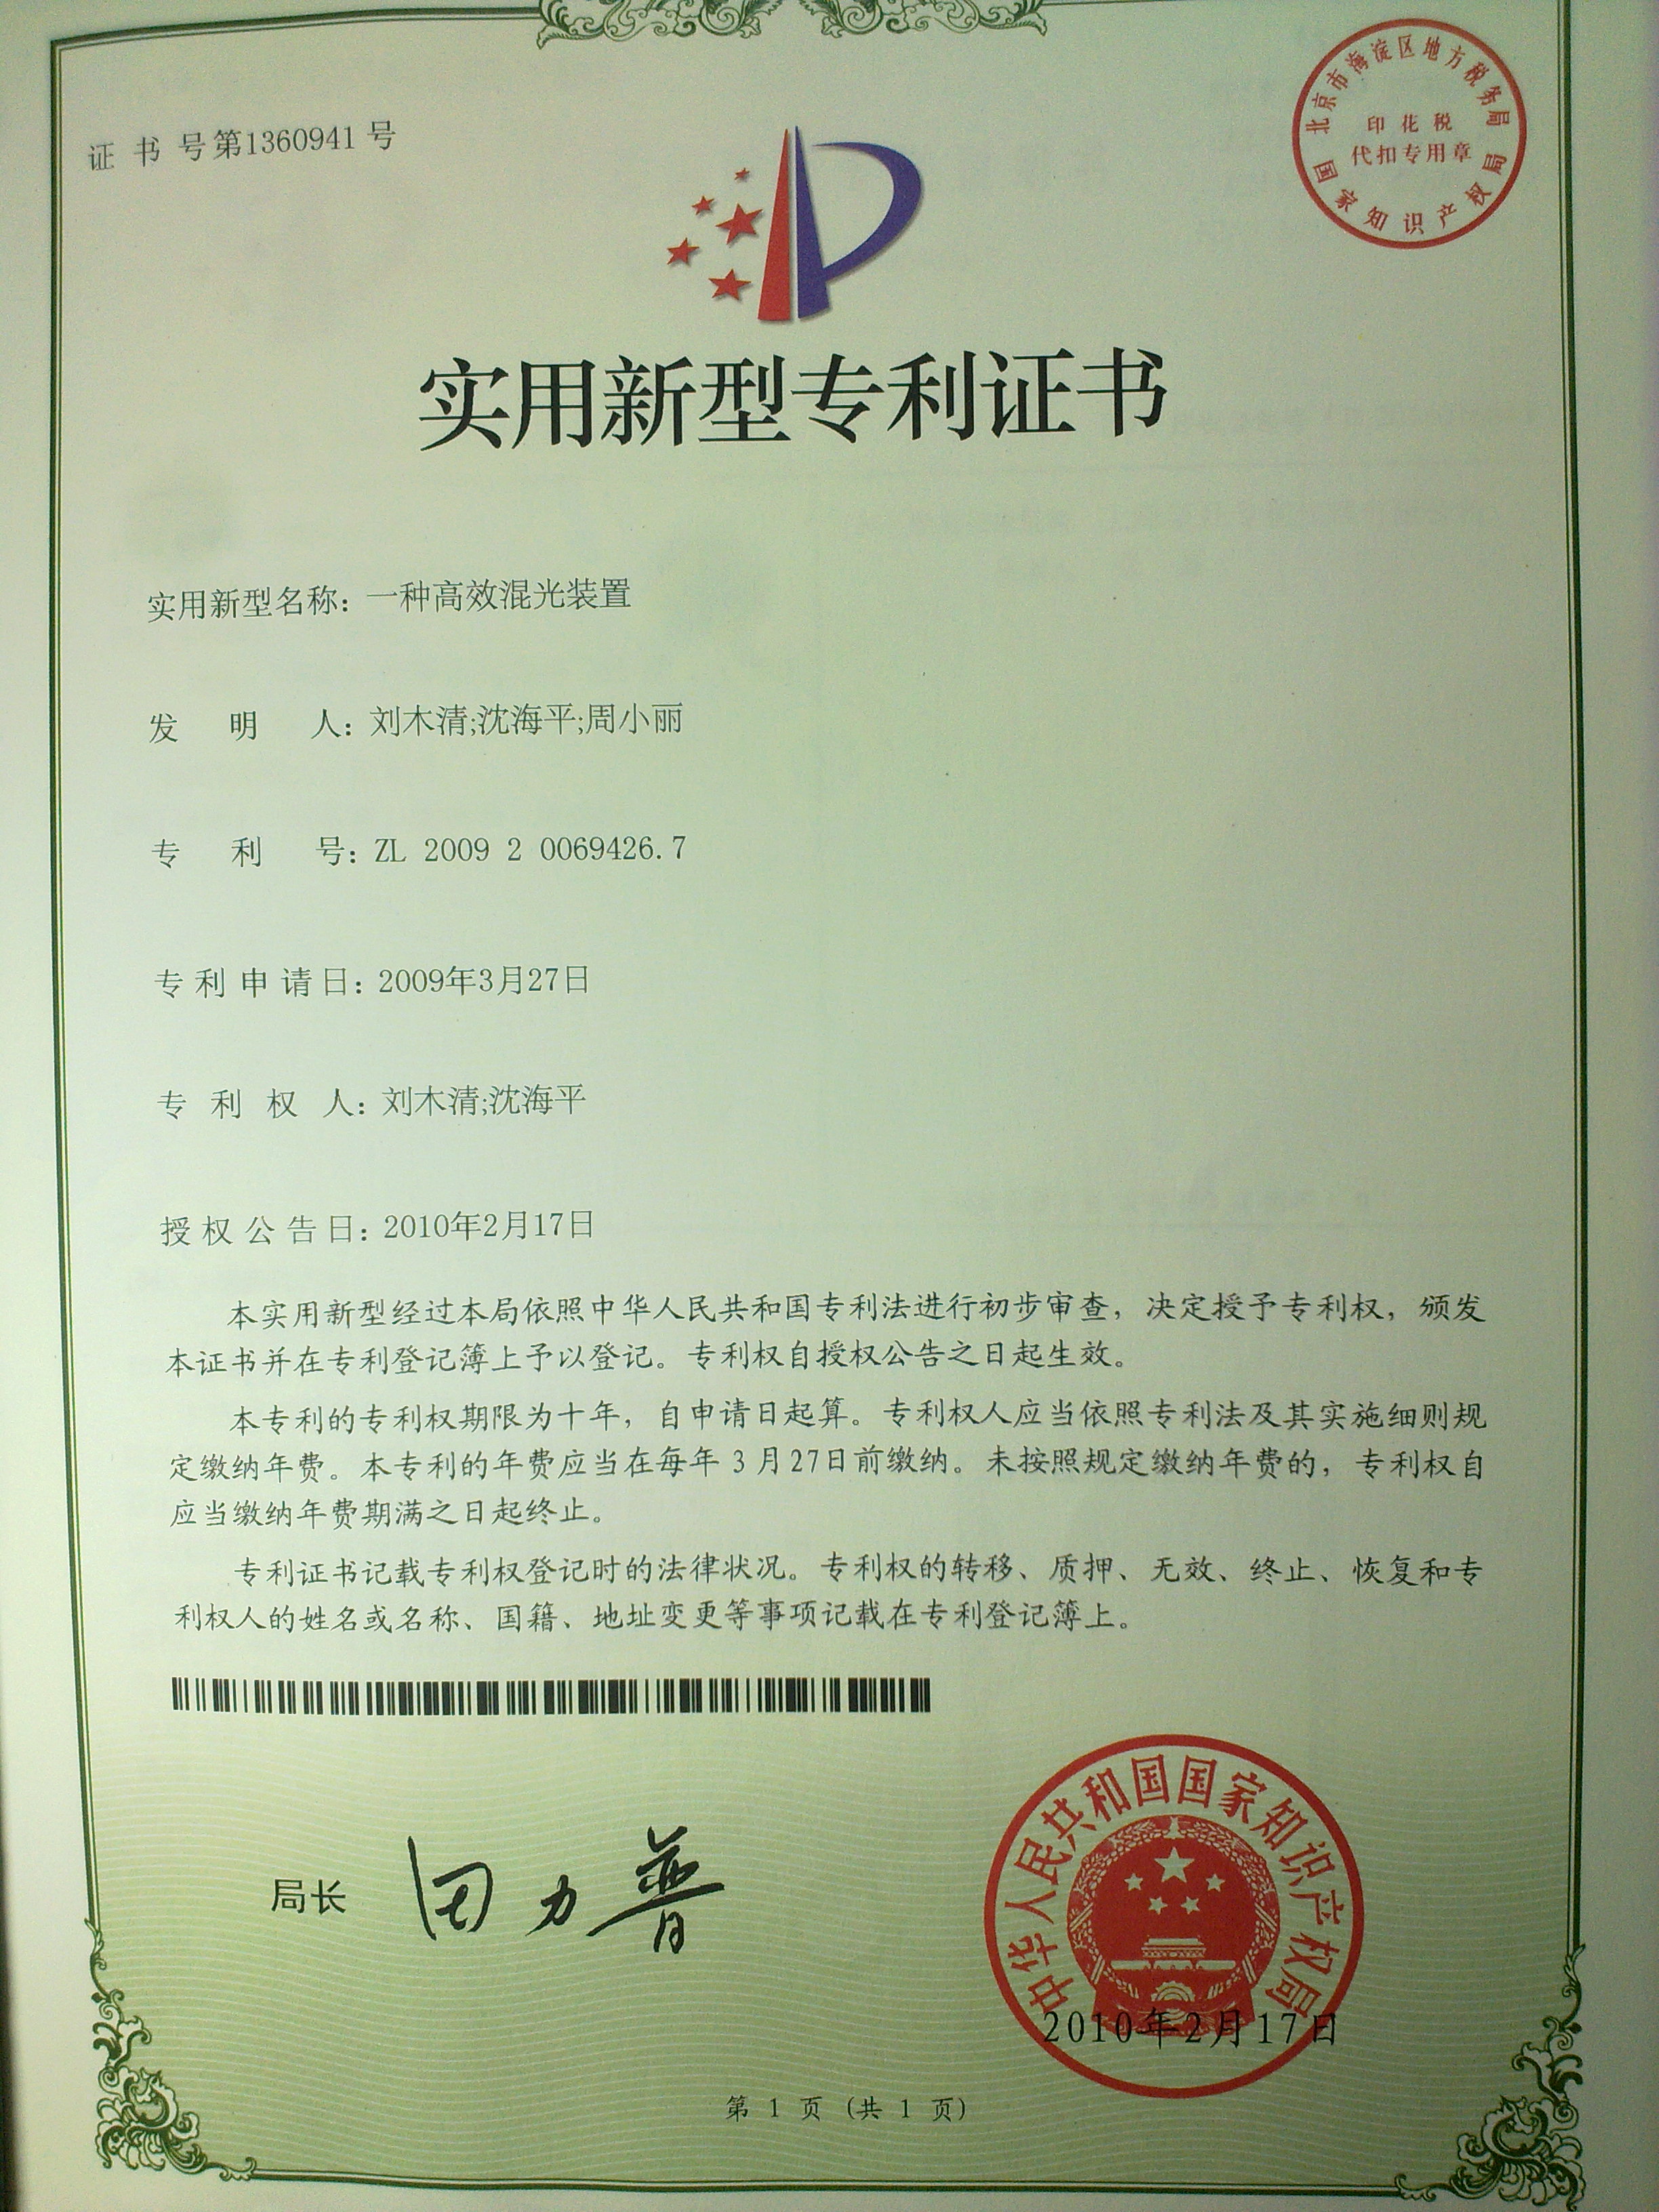 证书号第1360941号
北京市海淀区地方税务局
印花税
代扣专用章
国家知识产权局
实用新型专利证书
实用新型名称：一种高效混光装置
发明人：刘木清;沈海平;周小丽
专利号：ZL 2009 2 0069426.7
专利申请日：2009年3月27日
专利权人：刘木清;沈海平
授权公告日：2010年2月17日
本实用新型经过本局依照中华人民共和国专利法进行初步审查，决定授予专利权，颁发
本证书并在专利登记簿上予以登记。专利权自授权公告之日起生效。
本专利的专利权期限为十年，自申请日起算。专利权人应当依照专利法及其实施细则规
定缴纳年费。本专利的年费应当在每年3月27日前缴纳。未按照规定缴纳年费的，专利权自
应当缴纳年费期满之日起终止。
专利证书记载专利权登记时的法律状况。专利权的转移、质押、无效、终止、恢复和专
利权人的姓名或名称、国籍、地址变更等事项记载在专利登记簿上。
局长
田力普
中华人民共和国国家知识产权局
2010年2月17日
第 1 页 (共 1 页)